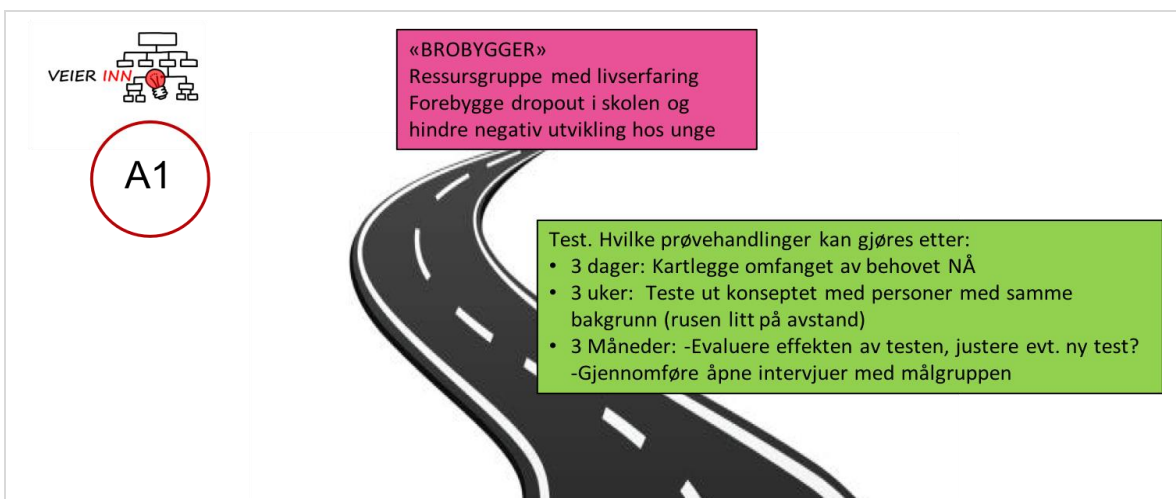 VEIER INN
A1
«BROBYGGER»
Ressursgruppe med livserfaring
Forebygge dropout i skolen og
hindre negativ utvikling hos unge
Test. Hvilke prøvehandlinger kan gjøres etter:
• 3 dager: Kartlegge omfanget av behovet NÅ
• 3 uker: Teste ut konseptet med personer med samme
bakgrunn (rusen litt på avstand)
• 3 Måneder: -Evaluere effekten av testen, justere evt. ny test?
-Gjennomføre åpne intervjuer med målgruppen